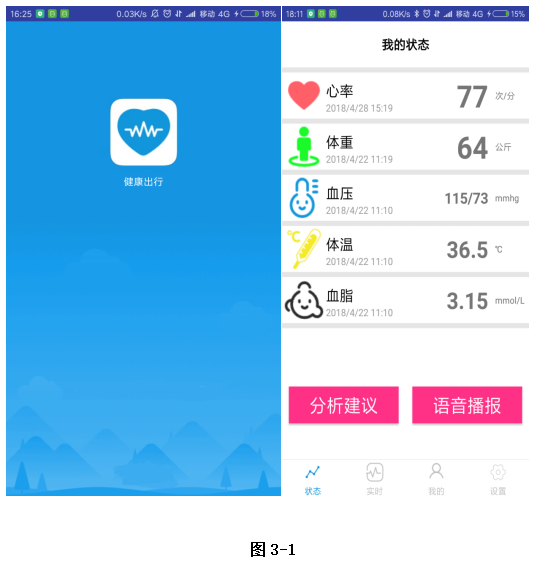 16:25 0.03K/s 移动 4G 18%
健康出行
18:11 0.08K/s 移动 4G 15%
我的状态
心率 77 次/分
2018/4/28 15:19
体重 64 公斤
2018/4/22 11:19
血压 115/73 mmhg
2018/4/22 11:10
℃
体温 36.5 ℃
2018/4/22 11:10
血脂 3.15 mmol/L
2018/4/22 11:10
分析建议 语音播报
状态 实时 我的 设置
图 3-1